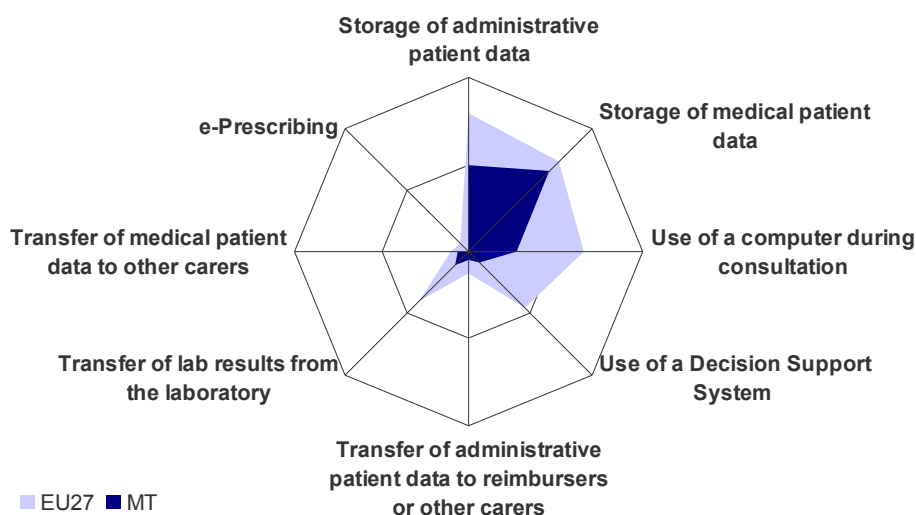 Storage of administrative
patient data
Storage of medical patient
data
e-Prescribing
Transfer of medical patient
data to other carers
Use of a computer during
consultation
Transfer of lab results from
the laboratory
Use of a Decision Support
System
Transfer of administrative
patient data to reimbursers
or other carers
EU27 MT